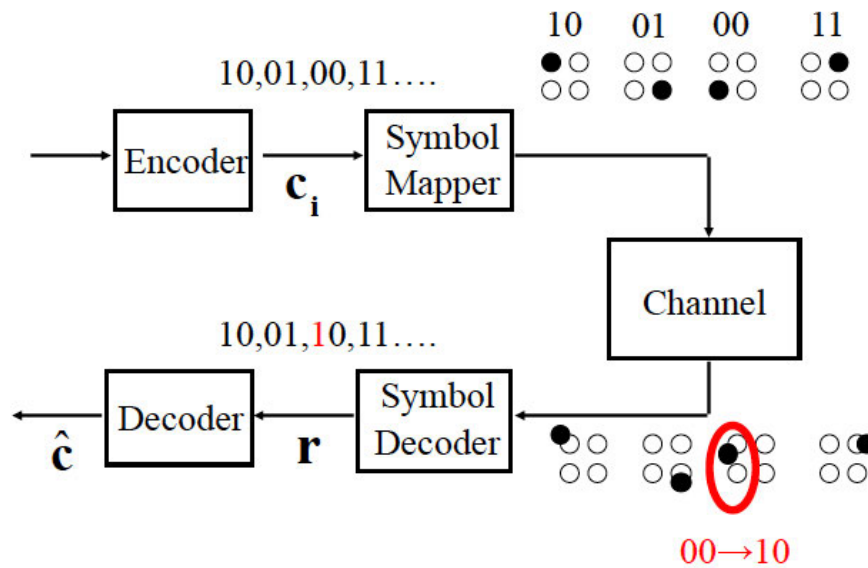 10 01 00 11
10,01,00,11....
Encoder
c_i
Symbol
Mapper
Channel
10,01,10,11....
Decoder
ĉ
r
Symbol
Decoder
00→10